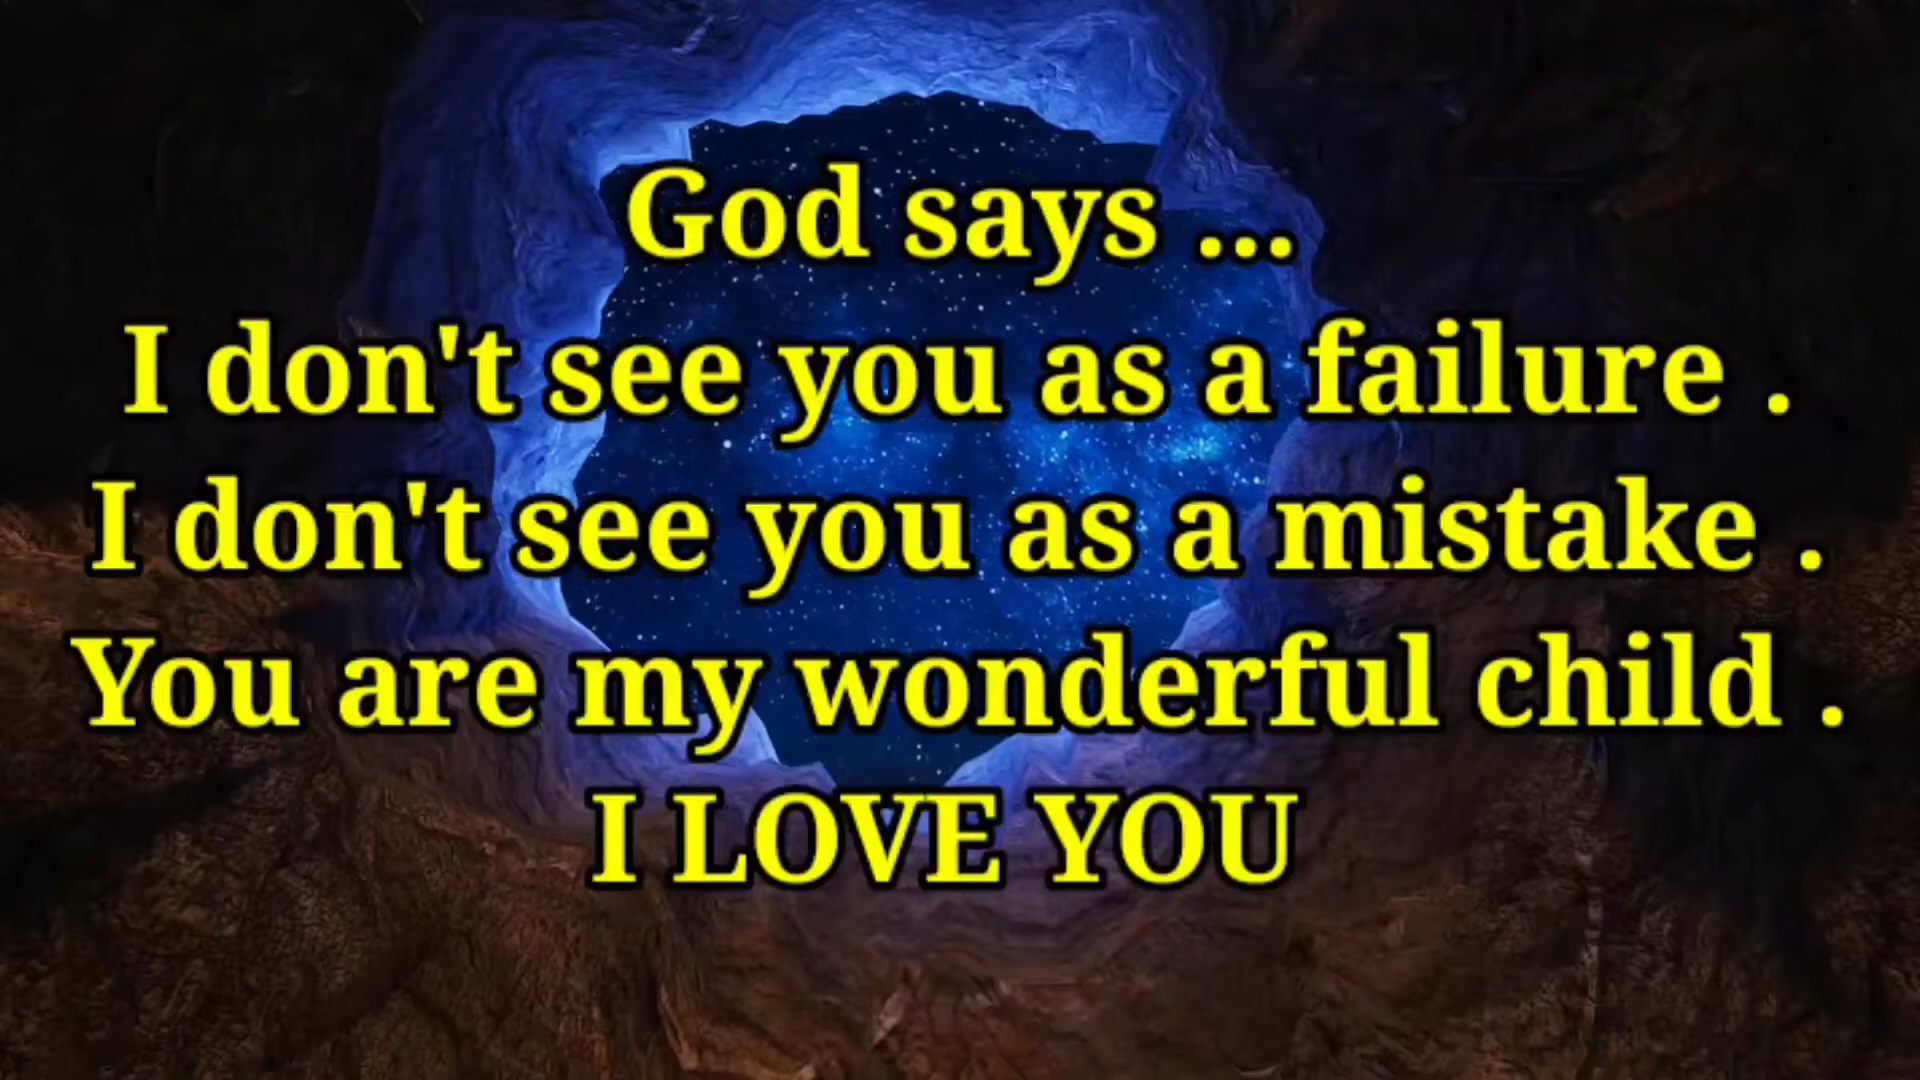 God says ...
I don't see you as a failure .
I don't see you as a mistake .
You are my wonderful child .
I LOVE YOU